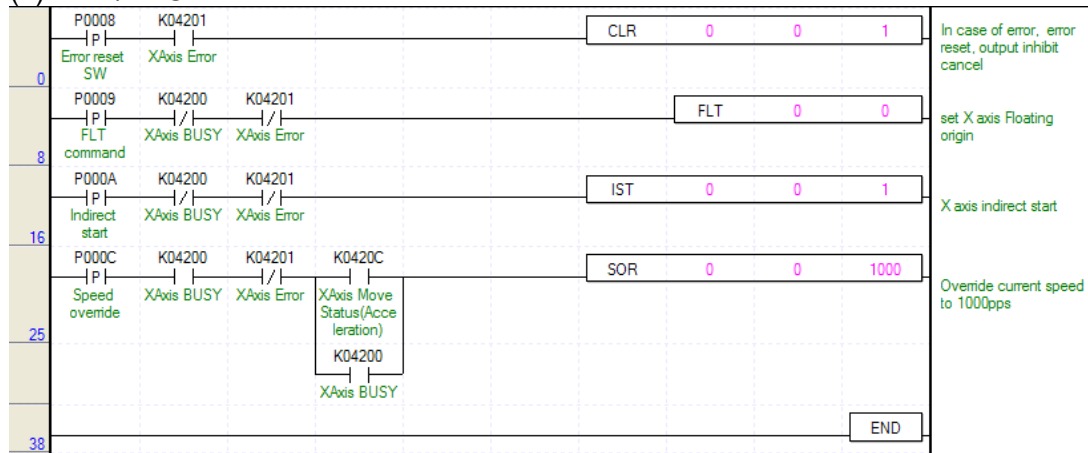 P0008 K04201
P CLR 0 0 1
Error reset SW XAxis Error
In case of error, error
reset, output inhibit
cancel
0
P0009 K04200 K04201
P FLT 0 0
FLT command XAxis BUSY XAxis Error
set X axis Floating
origin
8
P000A K04200 K04201
P IST 0 0 1
Indirect start XAxis BUSY XAxis Error
X axis indirect start
16
P000C K04200 K04201 K0420C
P SOR 0 0 1000
Speed override XAxis BUSY XAxis Error XAxis Move
Status(Acce
leration)
Override current speed
to 1000pps
25
K04200
XAxis BUSY
END
38